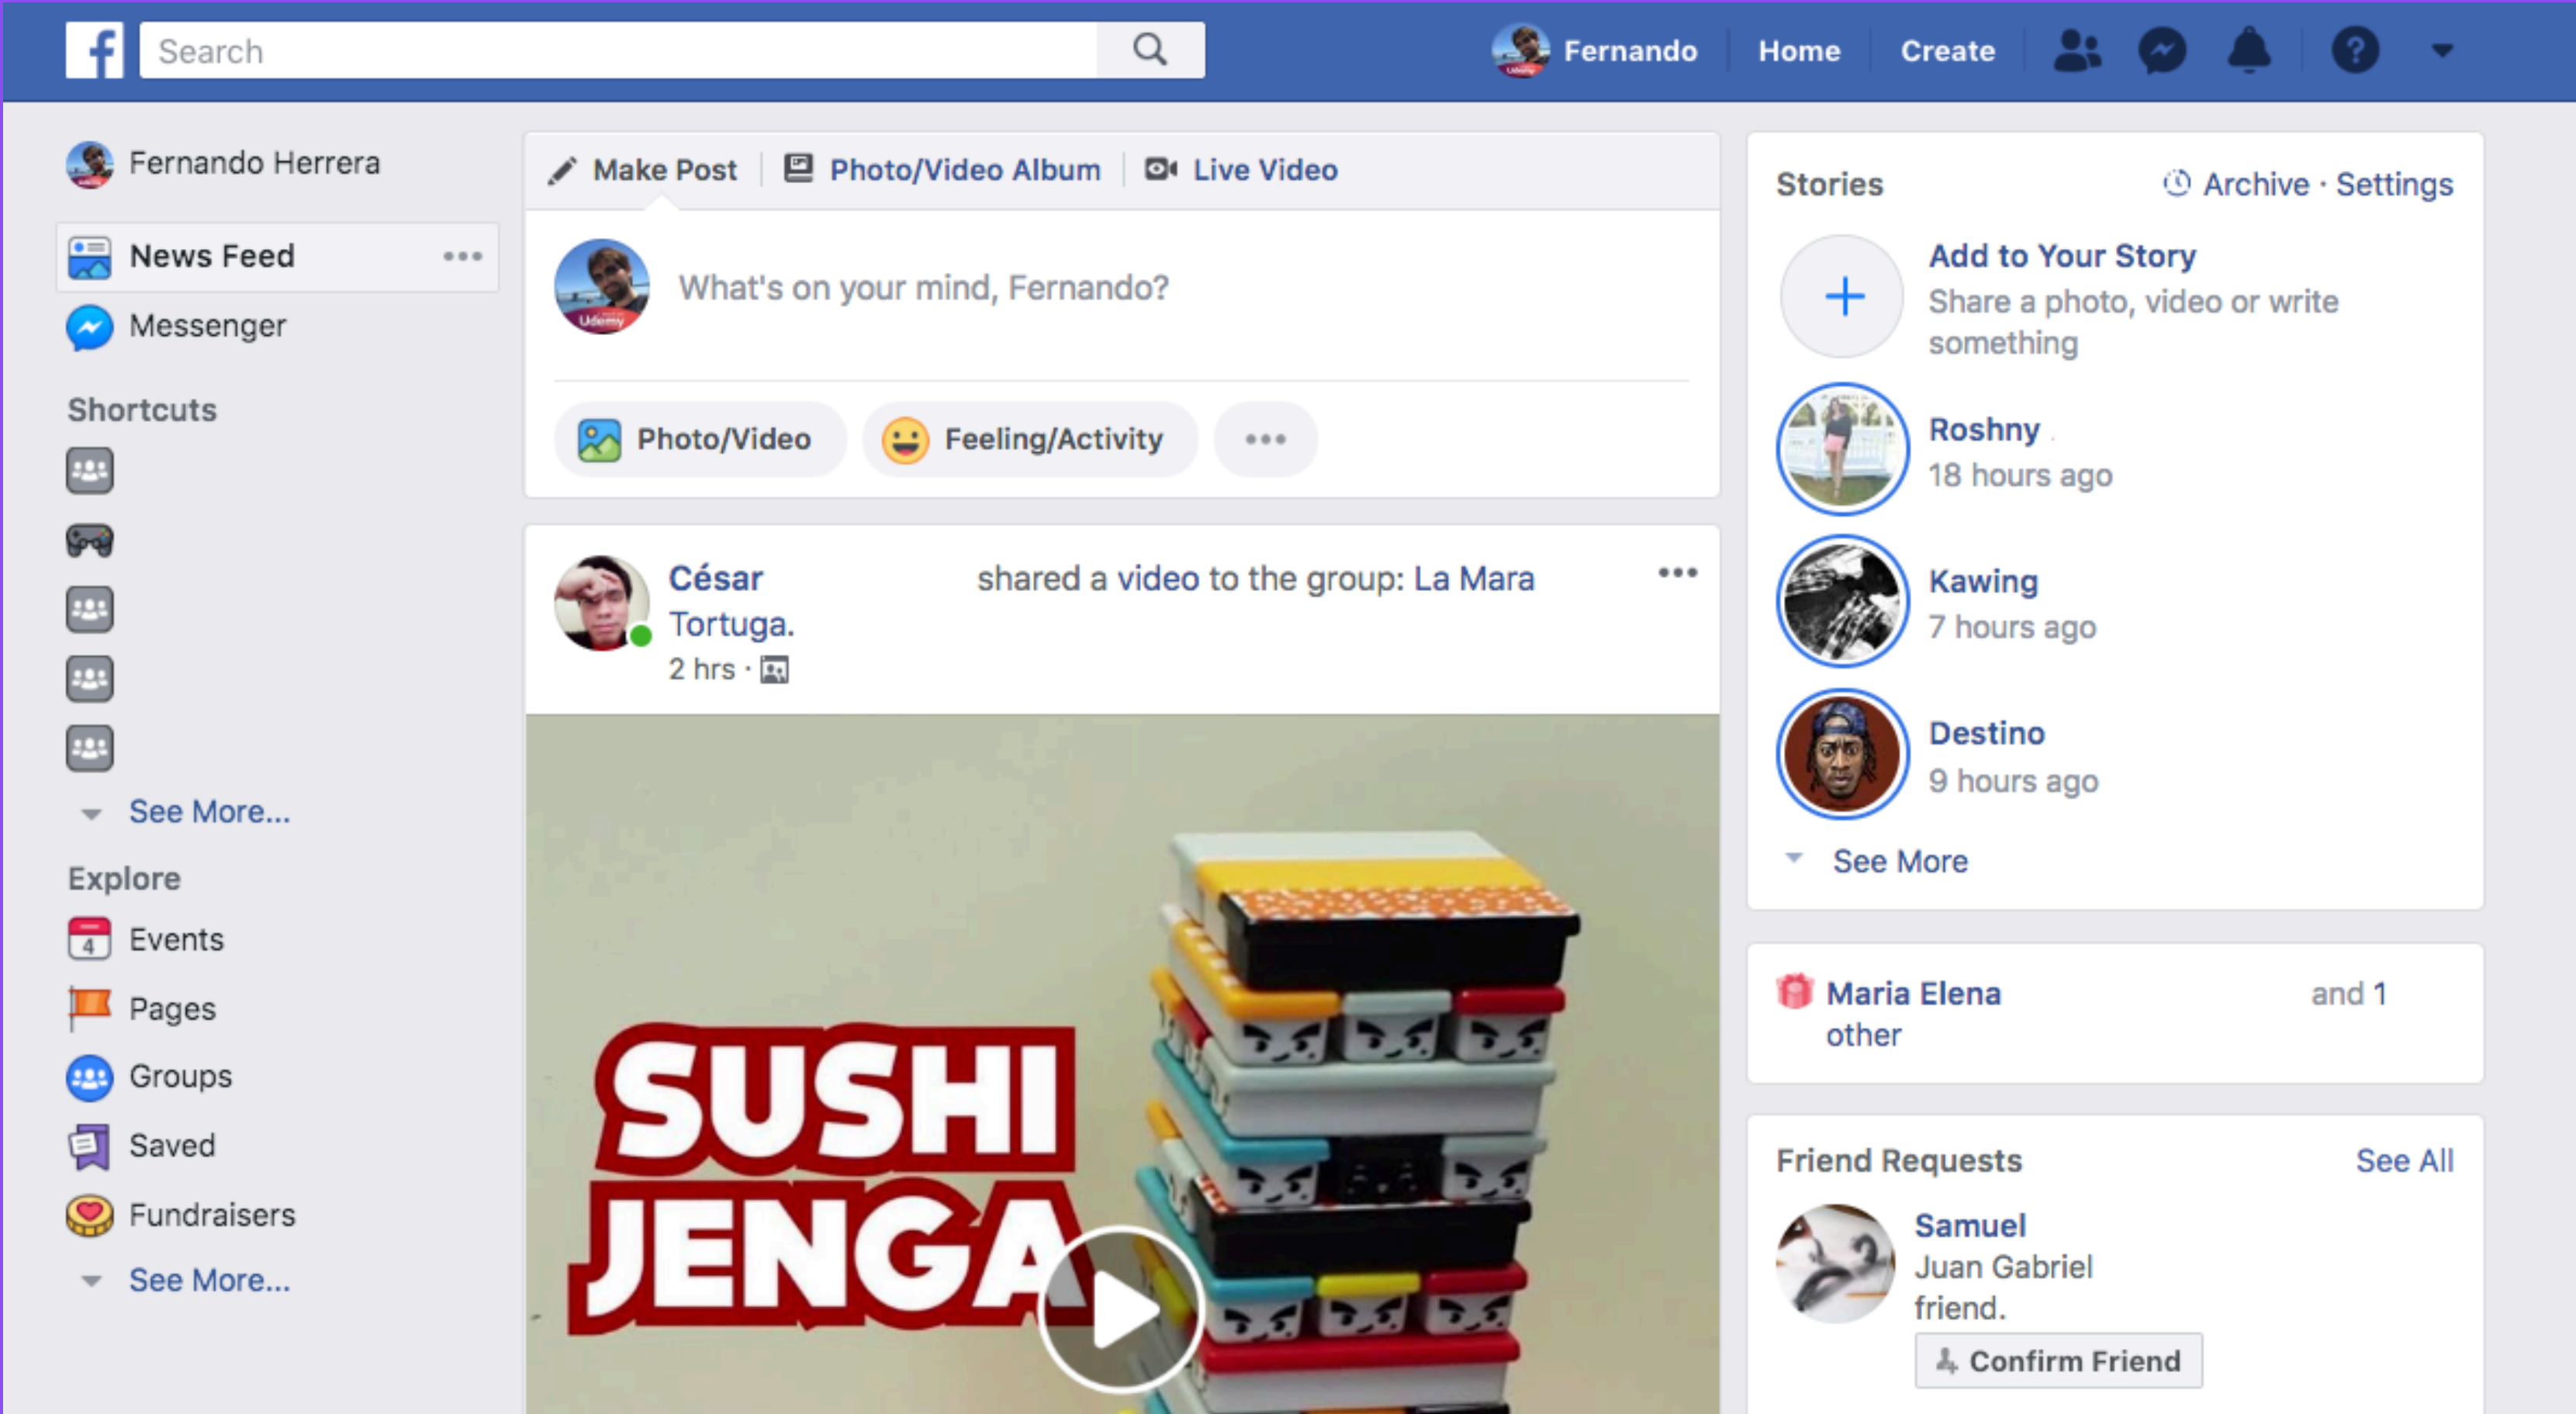 f
Search
Fernando
Home
Create
?
Fernando Herrera
News Feed
Messenger
Shortcuts
See More...
Explore
4
Events
Pages
Groups
Saved
Fundraisers
See More...
Make Post
Photo/Video Album
Live Video
Udemy
What's on your mind, Fernando?
Photo/Video
Feeling/Activity
César shared a video to the group: La Mara
Tortuga.
2 hrs ·
SUSHI
JENGA
Stories
Archive · Settings
Add to Your Story
Share a photo, video or write
something
Roshny
18 hours ago
Kawing
7 hours ago
Destino
9 hours ago
See More
Maria Elena and 1
other
Friend Requests
See All
Samuel
Juan Gabriel
friend.
Confirm Friend